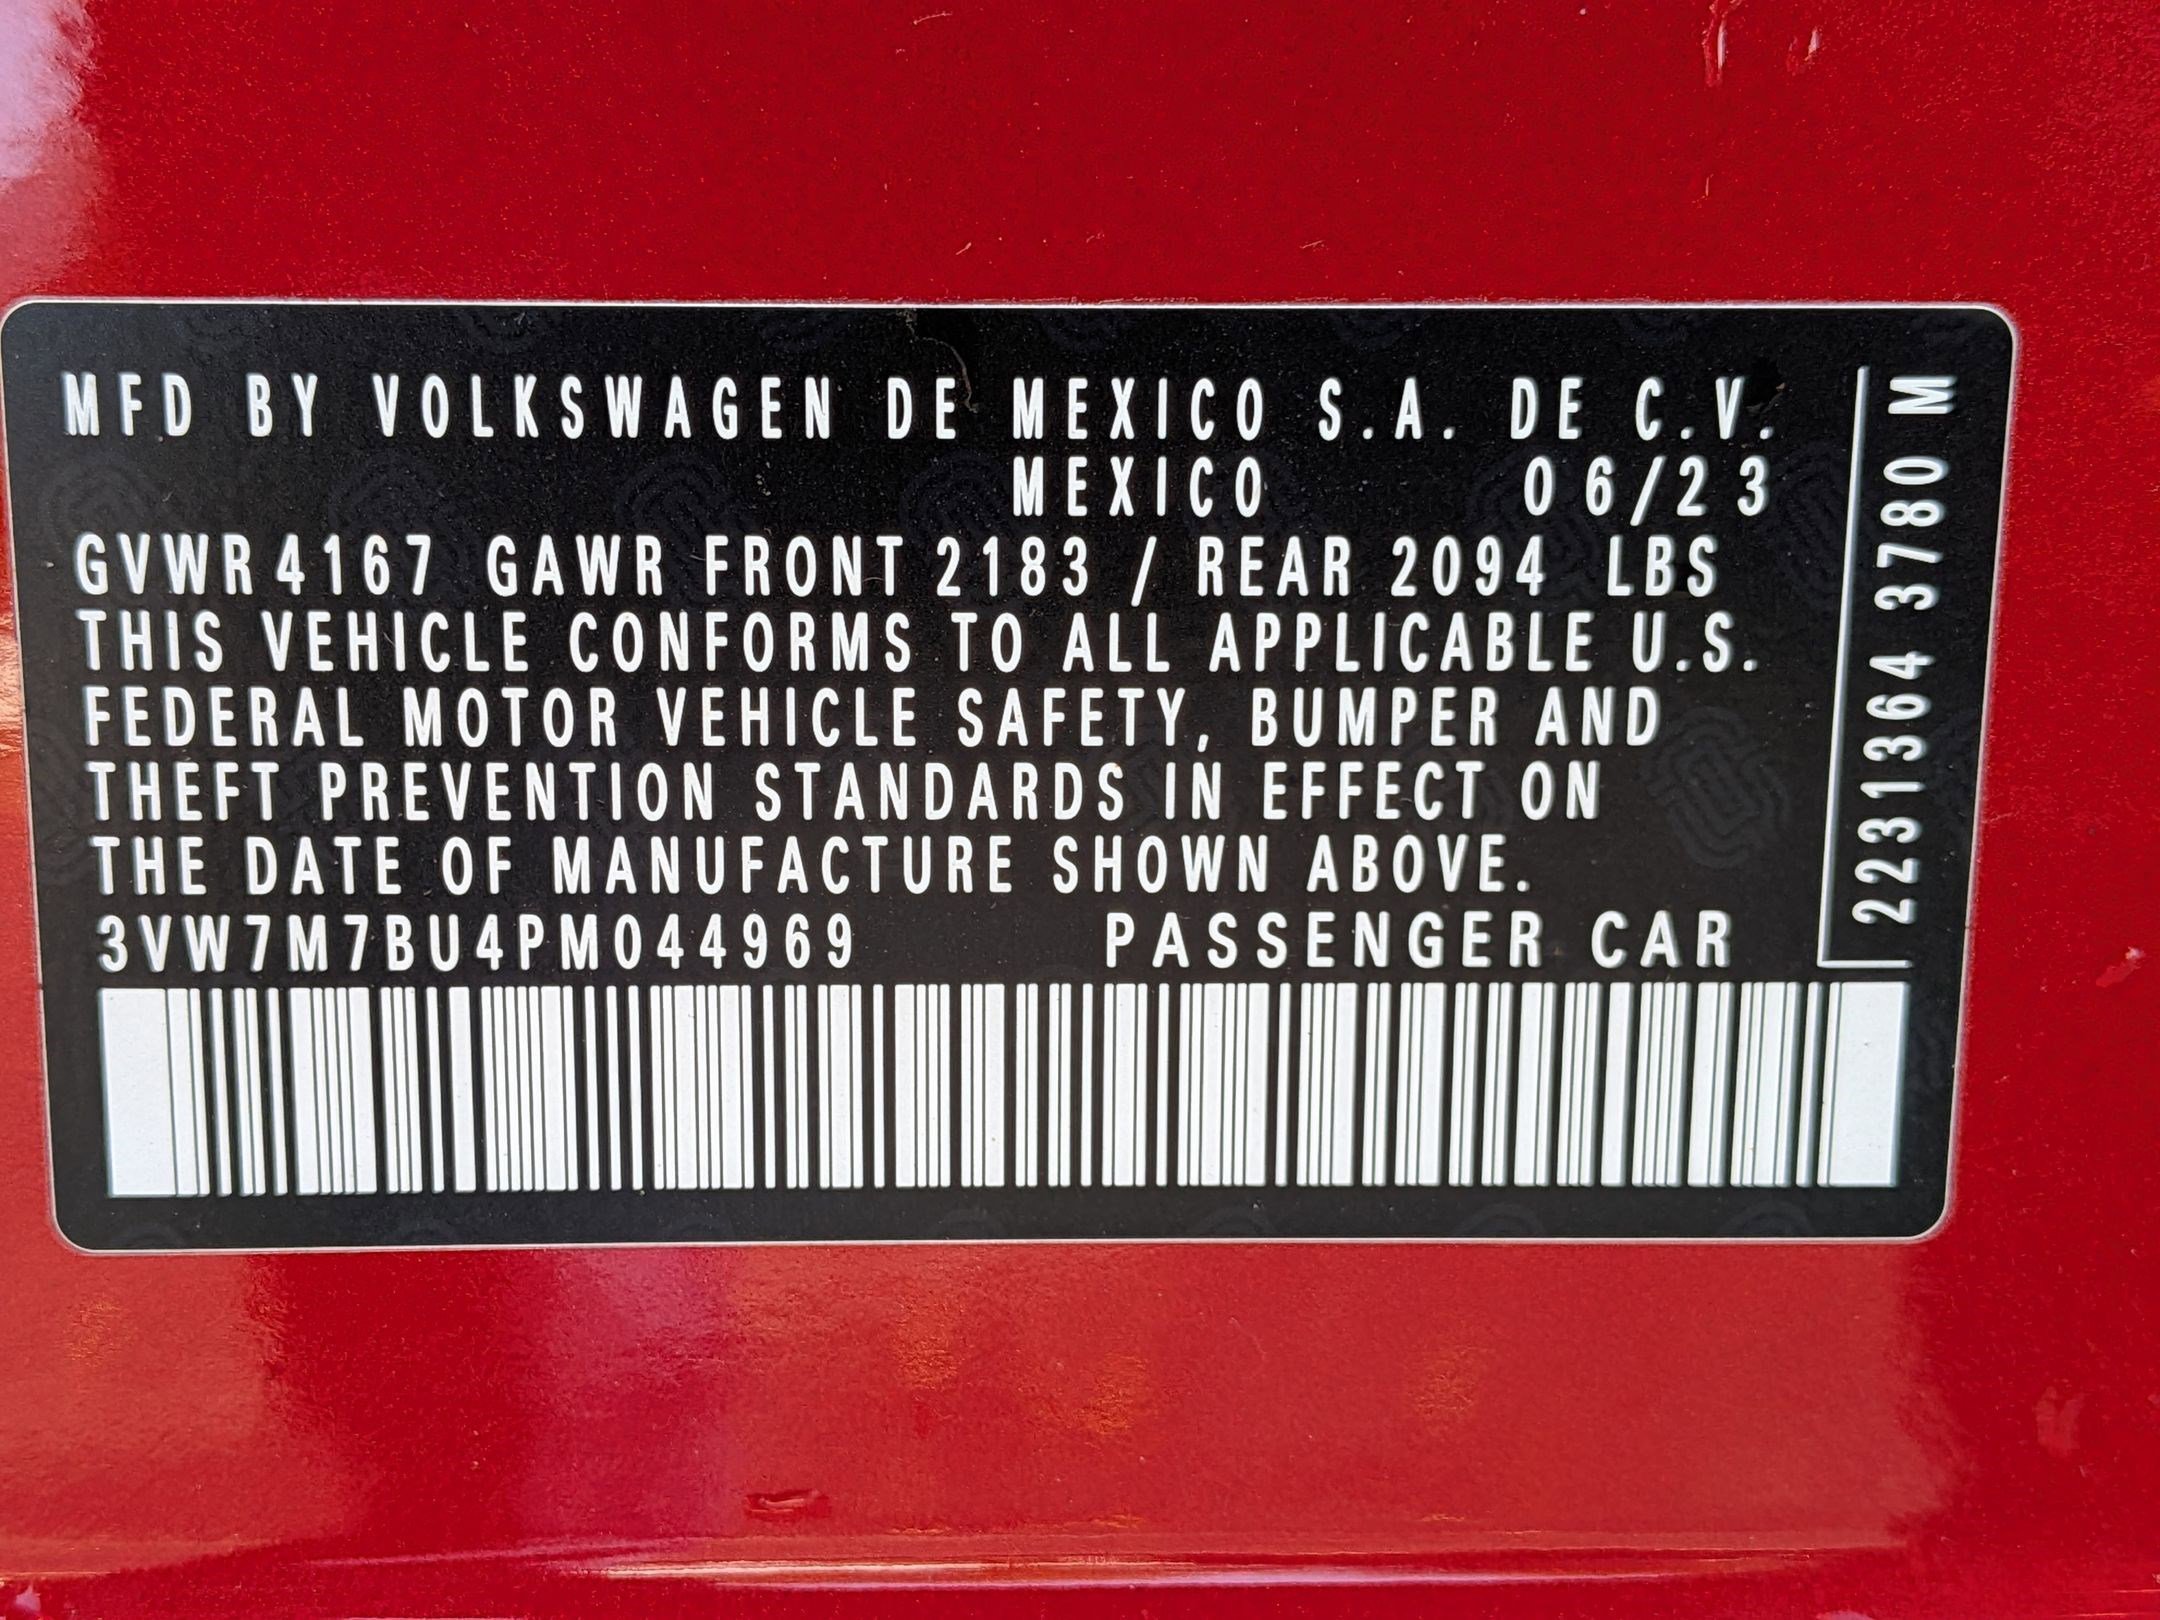 MFD BY VOLKSWAGEN DE MEXICO S.A. DE C.V.
MEXICO 06/23
GVWR 4167 GAWR FRONT 2183 / REAR 2094 LBS
THIS VEHICLE CONFORMS TO ALL APPLICABLE U.S.
FEDERAL MOTOR VEHICLE SAFETY, BUMPER AND
THEFT PREVENTION STANDARDS IN EFFECT ON
THE DATE OF MANUFACTURE SHOWN ABOVE.
3VW7M7BU4PM044969 PASSENGER CAR
2231364 3780 M